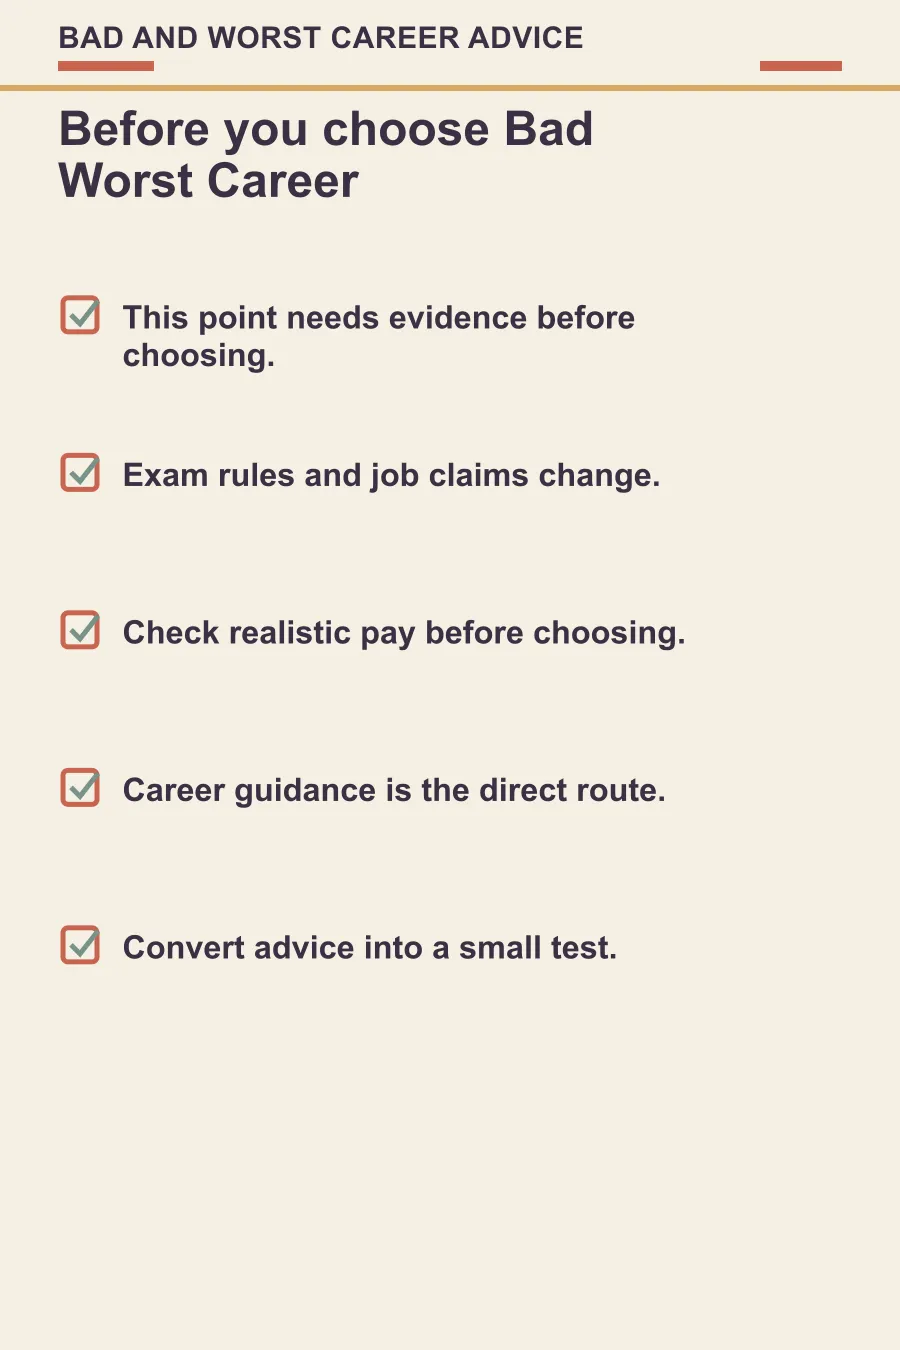 BAD AND WORST CAREER ADVICE
Before you choose Bad
Worst Career
This point needs evidence before
choosing.
Exam rules and job claims change.
Check realistic pay before choosing.
Career guidance is the direct route.
Convert advice into a small test.